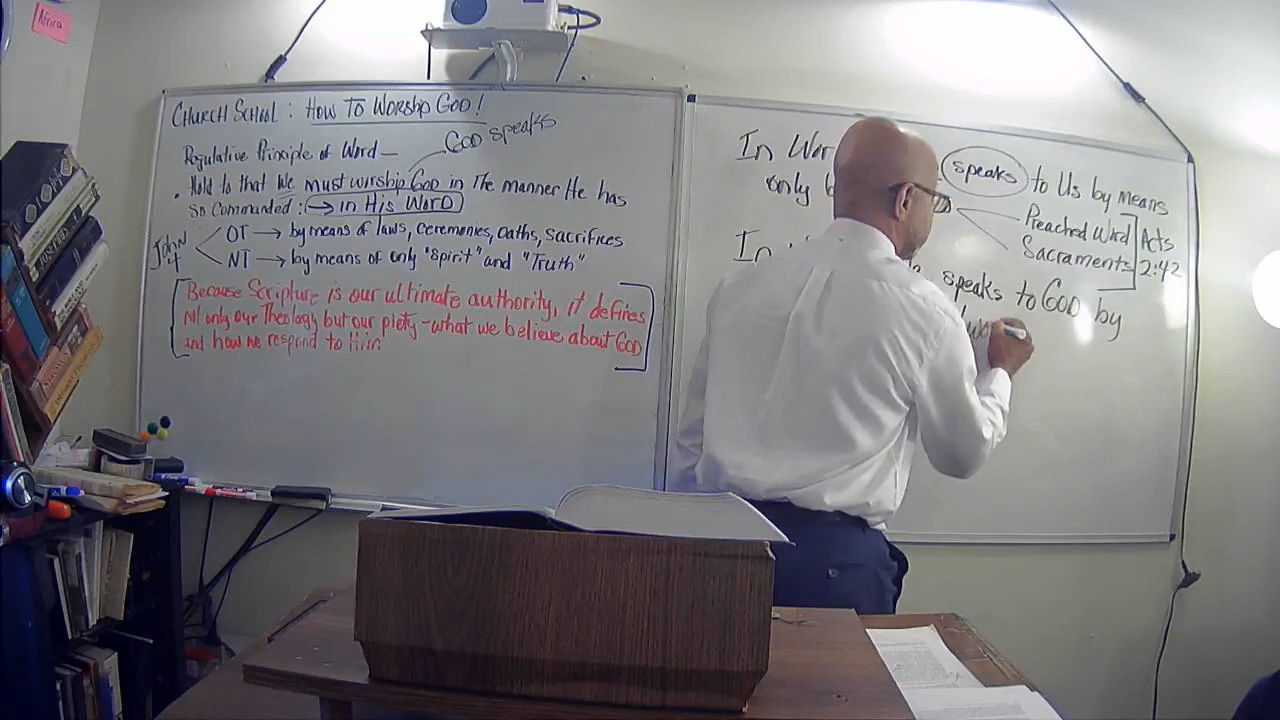 Africa
CHURCH SCHOOL: HOW TO WORSHIP GOD!
Regulative Principle of Word—
GOD speaks
• Hold to that We must worship God in The manner He has
so Commanded: → in His WORD
John 4
OT → by means of laws, ceremonies, oaths, sacrifices
NT → by means of only "Spirit" and "Truth"
[Because Scripture is our ultimate authority, it defines
Not only our Theology but our piety - what we believe about GOD
and how we respond to Him]
In Wor
only b
speaks to Us by means
Preached Word
Sacraments
Acts
2:42
In
speaks to GOD by